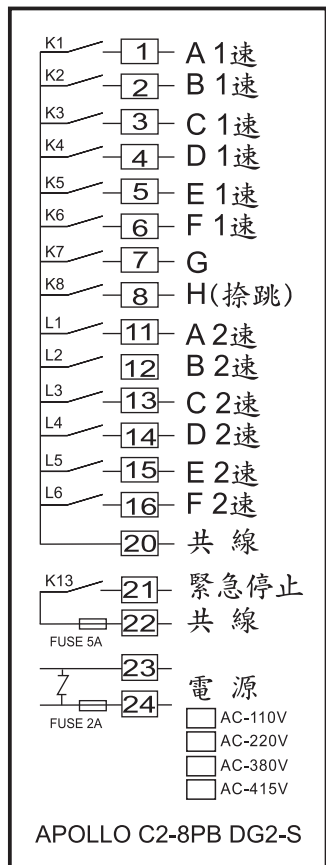 K1 1 A 1速
K2 2 B 1速
K3 3 C 1速
K4 4 D 1速
K5 5 E 1速
K6 6 F 1速
K7 7 G
K8 8 H(捺跳)
L1 11 A 2速
L2 12 B 2速
L3 13 C 2速
L4 14 D 2速
L5 15 E 2速
L6 16 F 2速
20 共 線
K13 21 緊急停止
22 共 線
FUSE 5A
23
電 源
24
FUSE 2A
AC-110V
AC-220V
AC-380V
AC-415V
APOLLO C2-8PB DG2-S